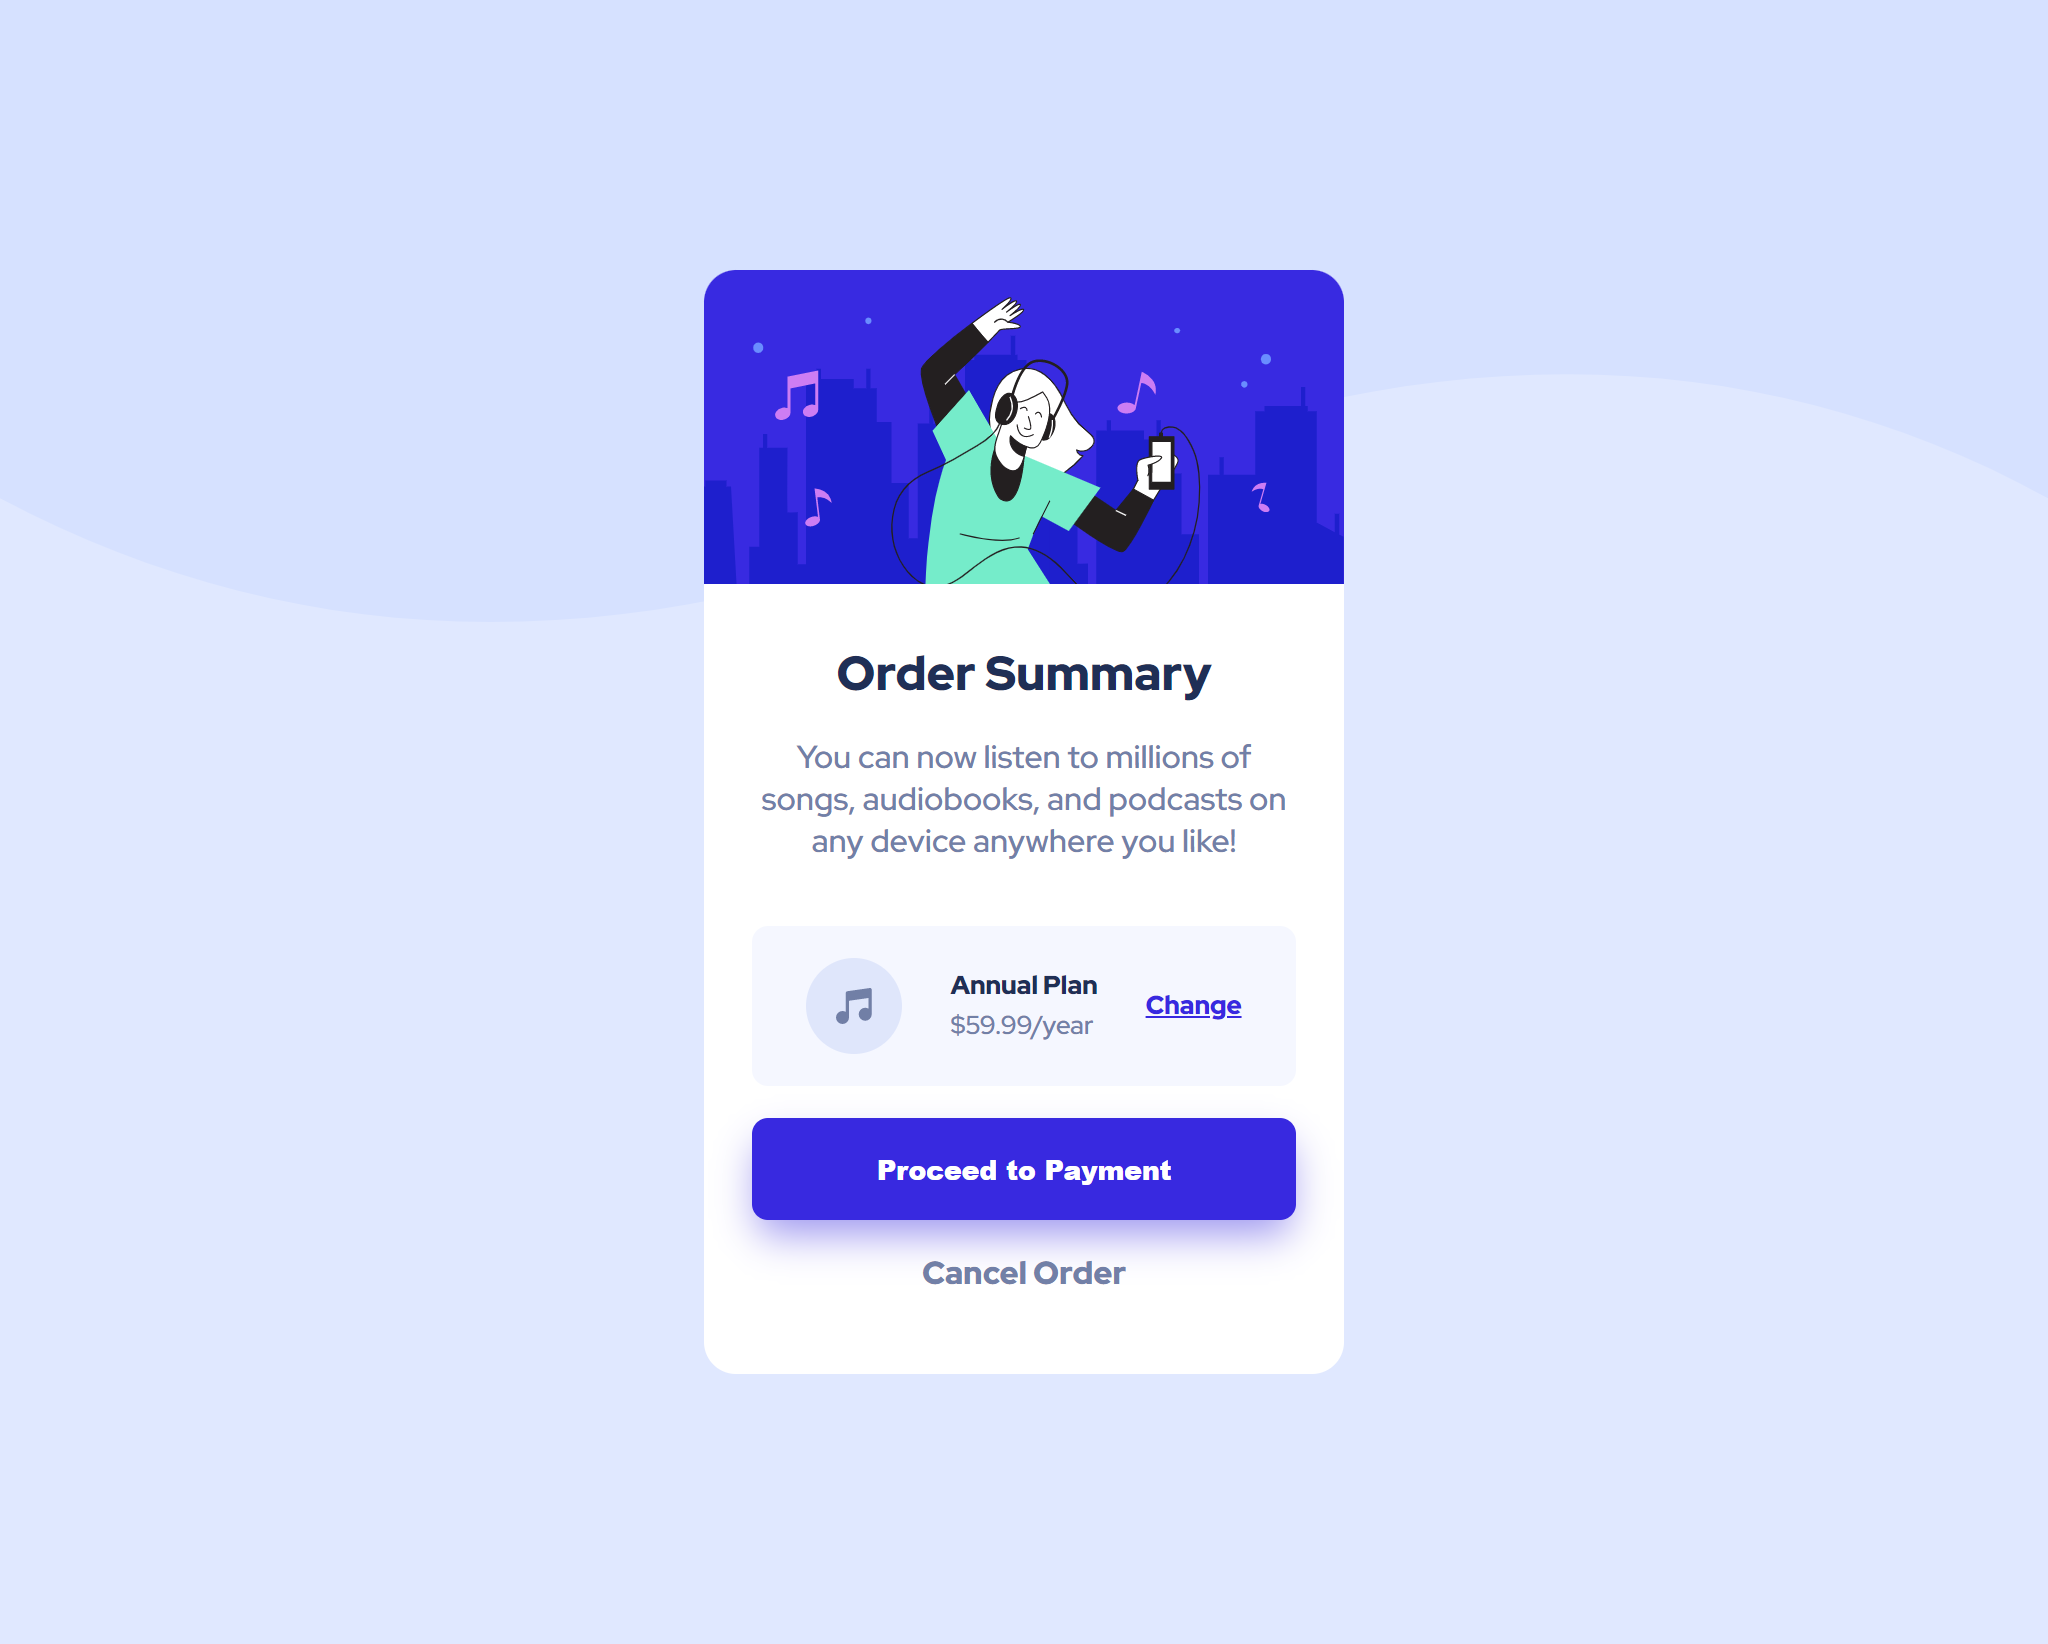 Order Summary
You can now listen to millions of
songs, audiobooks, and podcasts on
any device anywhere you like!
Annual Plan
$59.99/year
Change
Proceed to Payment
Cancel Order